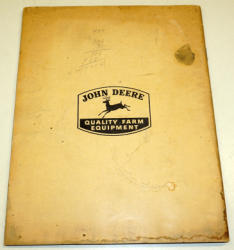 JOHN DEERE
QUALITY FARM
EQUIPMENT